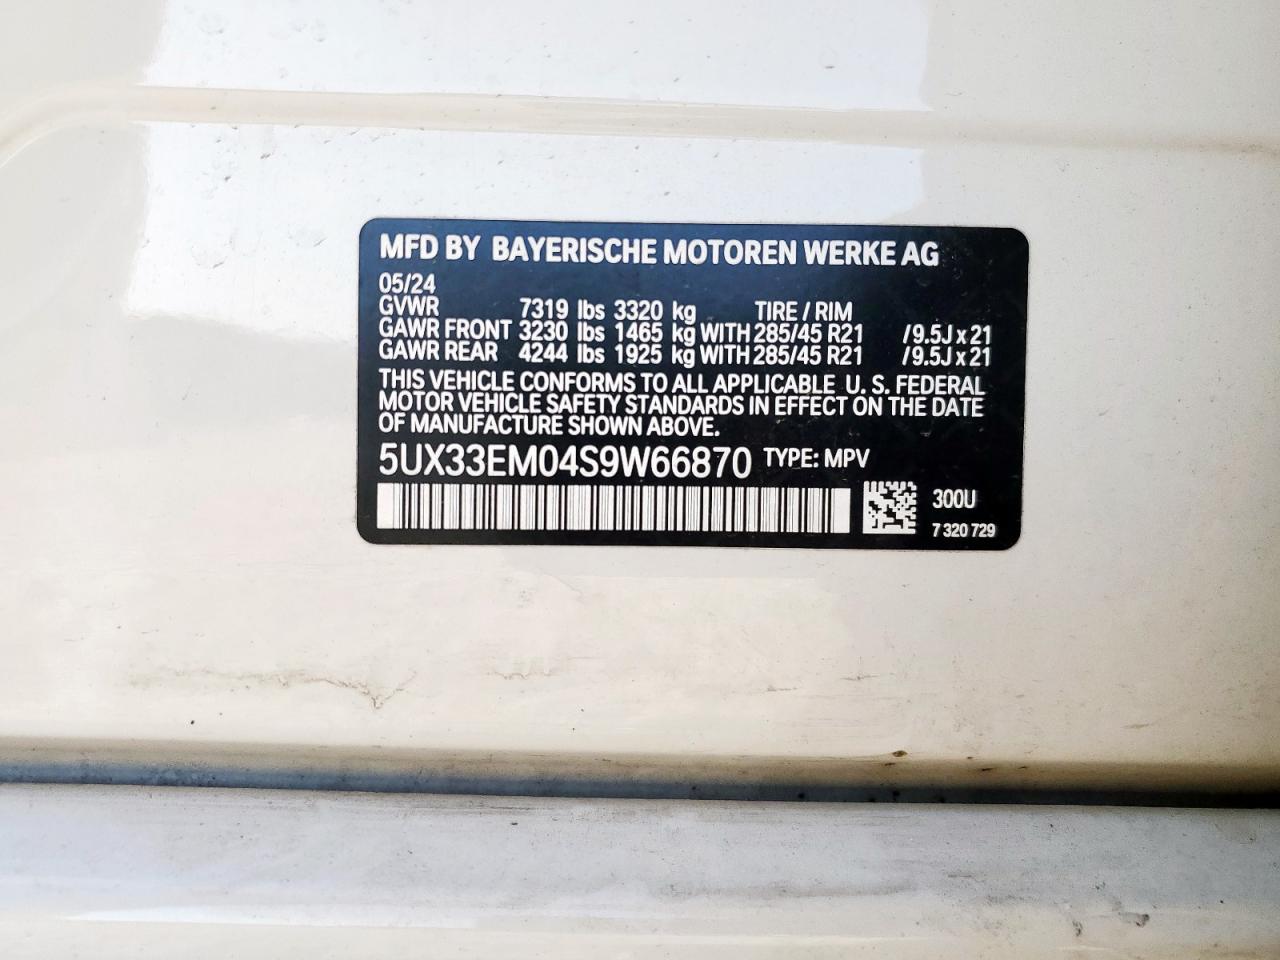 MFD BY BAYERISCHE MOTOREN WERKE AG
05/24
GVWR 7319 lbs 3320 kg TIRE / RIM
GAWR FRONT 3230 lbs 1465 kg WITH 285/45 R21 /9.5J x 21
GAWR REAR 4244 lbs 1925 kg WITH 285/45 R21 /9.5J x 21
THIS VEHICLE CONFORMS TO ALL APPLICABLE U. S. FEDERAL
MOTOR VEHICLE SAFETY STANDARDS IN EFFECT ON THE DATE
OF MANUFACTURE SHOWN ABOVE.
5UX33EM04S9W66870 TYPE: MPV
300U
7 320 729